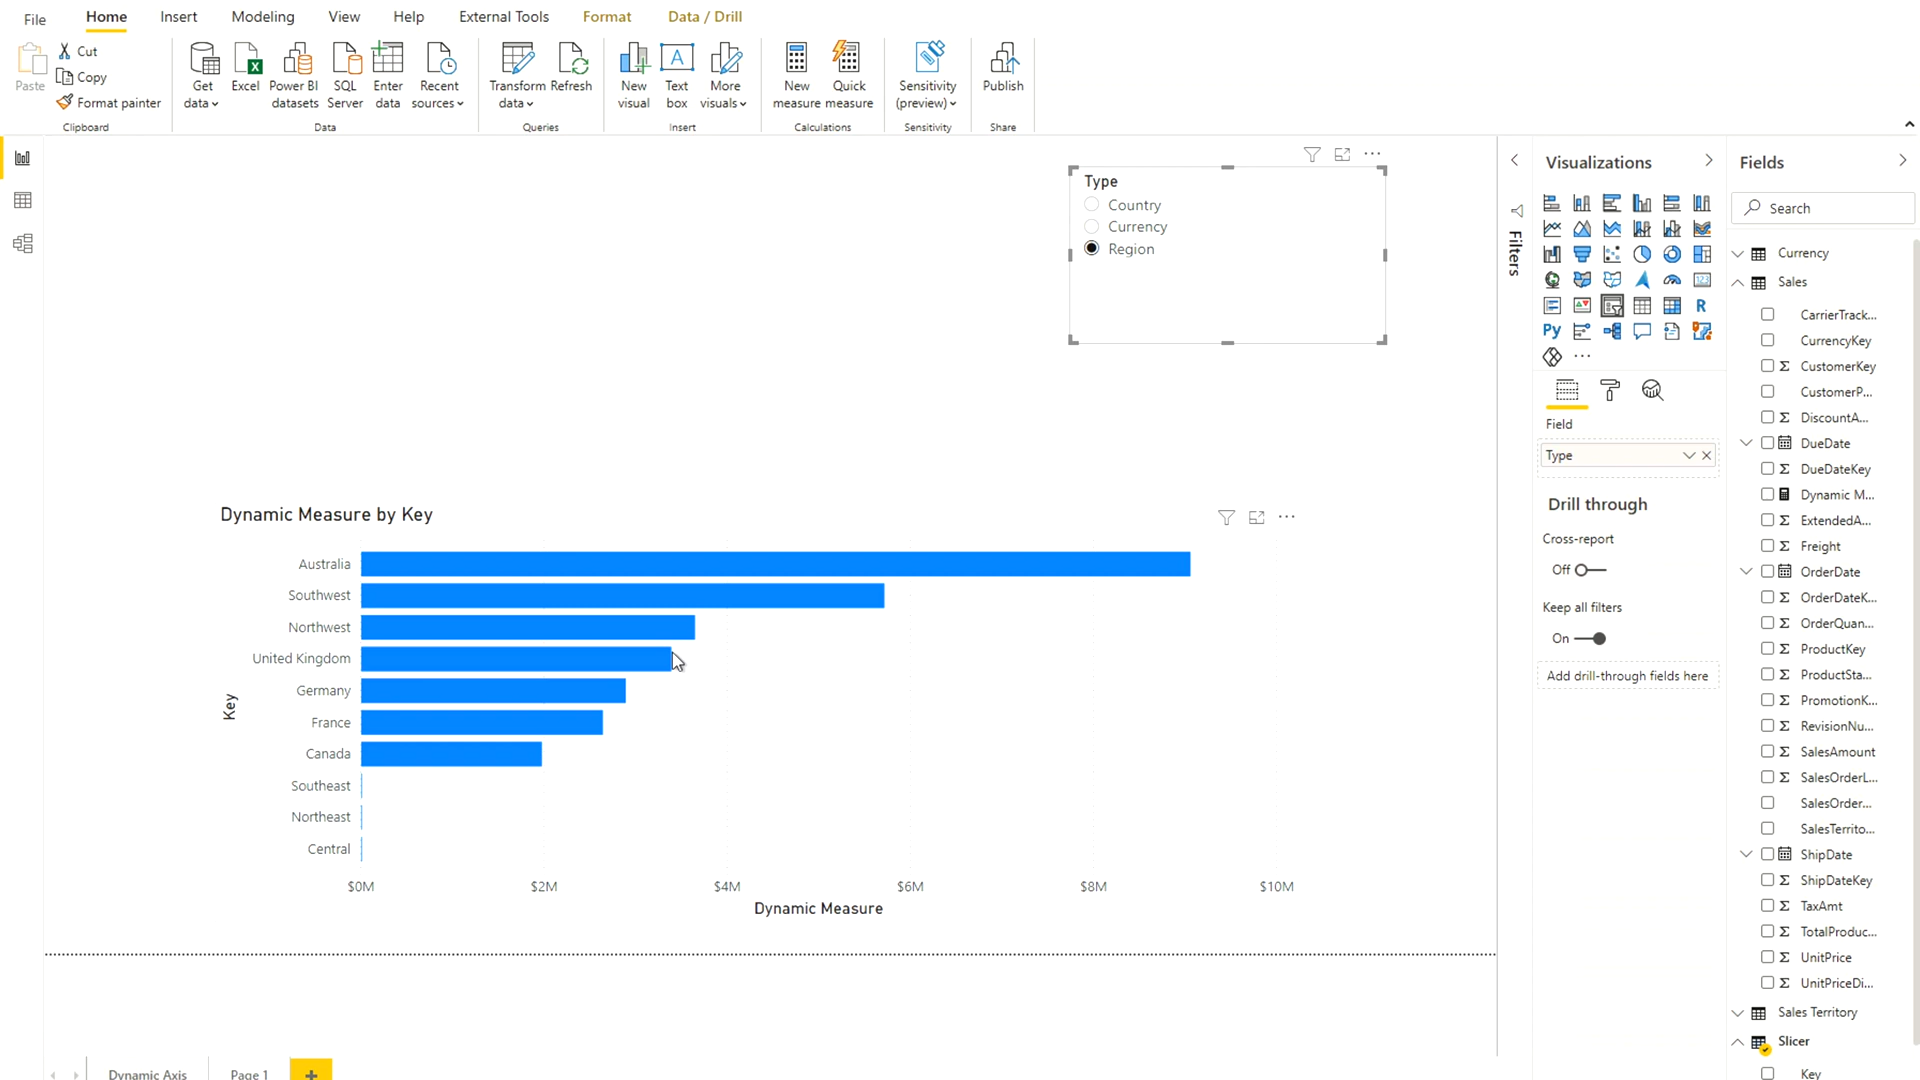 File
Home
Insert
Modeling
View
Help
External Tools
Format
Data / Drill
Paste
Cut
Copy
Format painter
Clipboard
Get data
Excel
Power BI datasets
SQL Server
Enter data
Recent sources
Data
Transform data
Refresh
Queries
New visual
Text box
More visuals
Insert
New measure
Quick measure
Calculations
Sensitivity (preview)
Sensitivity
Publish
Share
Type
Country
Currency
Region
Dynamic Measure by Key
Key
Australia
Southwest
Northwest
United Kingdom
Germany
France
Canada
Southeast
Northeast
Central
$0M $2M $4M $6M $8M $10M
Dynamic Measure
Dynamic Axis
Page 1
+
Filters
Visualizations
R
Py
123
Field
Type
Drill through
Cross-report
Off
Keep all filters
On
Add drill-through fields here
Fields
Search
Currency
Sales
CarrierTrack...
CurrencyKey
CustomerKey
CustomerP...
DiscountA...
DueDate
DueDateKey
Dynamic M...
ExtendedA...
Freight
OrderDate
OrderDateK...
OrderQuan...
ProductKey
ProductSta...
PromotionK...
RevisionNu...
SalesAmount
SalesOrderL...
SalesOrder...
SalesTerrito...
ShipDate
ShipDateKey
TaxAmt
TotalProduc...
UnitPrice
UnitPriceDi...
Sales Territory
Slicer
Key